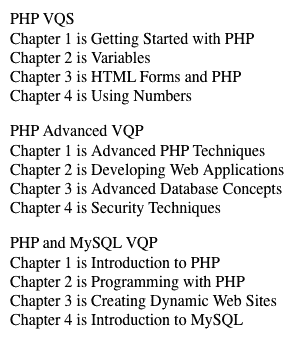 PHP VQS
Chapter 1 is Getting Started with PHP
Chapter 2 is Variables
Chapter 3 is HTML Forms and PHP
Chapter 4 is Using Numbers
PHP Advanced VQP
Chapter 1 is Advanced PHP Techniques
Chapter 2 is Developing Web Applications
Chapter 3 is Advanced Database Concepts
Chapter 4 is Security Techniques
PHP and MySQL VQP
Chapter 1 is Introduction to PHP
Chapter 2 is Programming with PHP
Chapter 3 is Creating Dynamic Web Sites
Chapter 4 is Introduction to MySQL